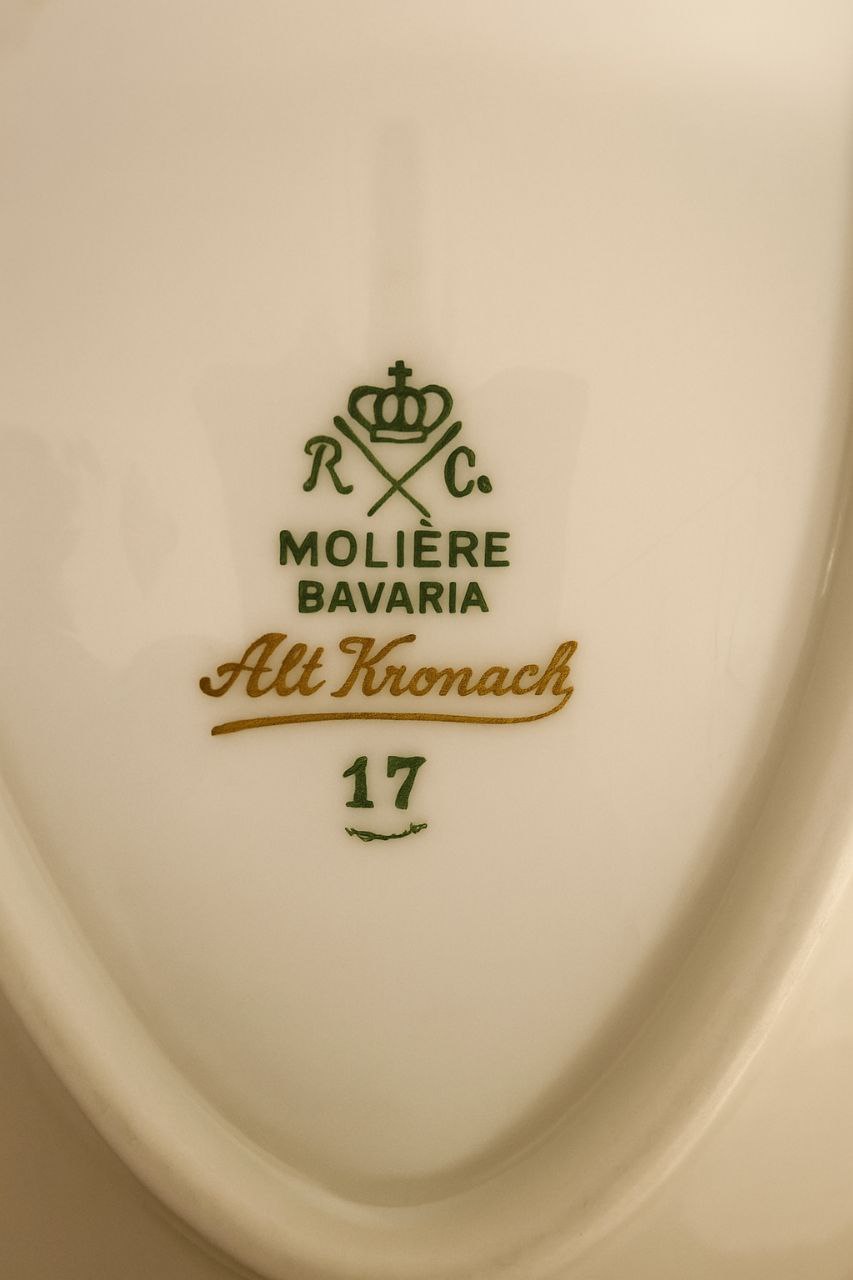 R C.
MOLIÈRE
BAVARIA
Alt Kronach
17